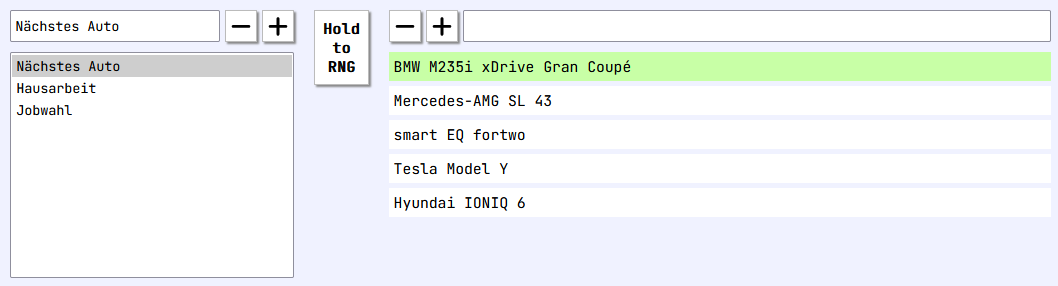 Nächstes Auto
Nächstes Auto
Hausarbeit
Jobwahl
Hold
to
RNG
BMW M235i xDrive Gran Coupé
Mercedes-AMG SL 43
smart EQ fortwo
Tesla Model Y
Hyundai IONIQ 6